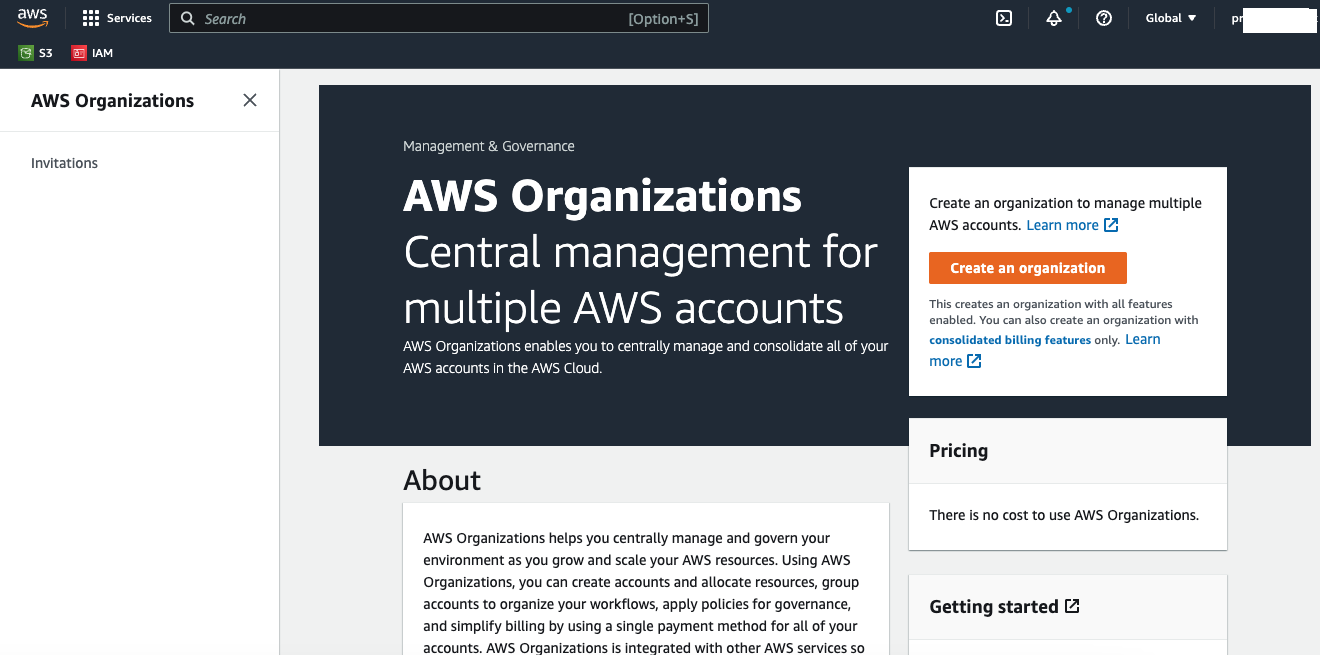 aws
Services
Search
[Option+S]
Global
S3
IAM
AWS Organizations
Invitations
Management & Governance
AWS Organizations
Central management for
multiple AWS accounts
AWS Organizations enables you to centrally manage and consolidate all of your
AWS accounts in the AWS Cloud.
Create an organization to manage multiple
AWS accounts. Learn more
Create an organization
This creates an organization with all features
enabled. You can also create an organization with
consolidated billing features only. Learn
more
Pricing
There is no cost to use AWS Organizations.
Getting started
About
AWS Organizations helps you centrally manage and govern your
environment as you grow and scale your AWS resources. Using AWS
Organizations, you can create accounts and allocate resources, group
accounts to organize your workflows, apply policies for governance,
and simplify billing by using a single payment method for all of your
accounts. AWS Organizations is integrated with other AWS services so